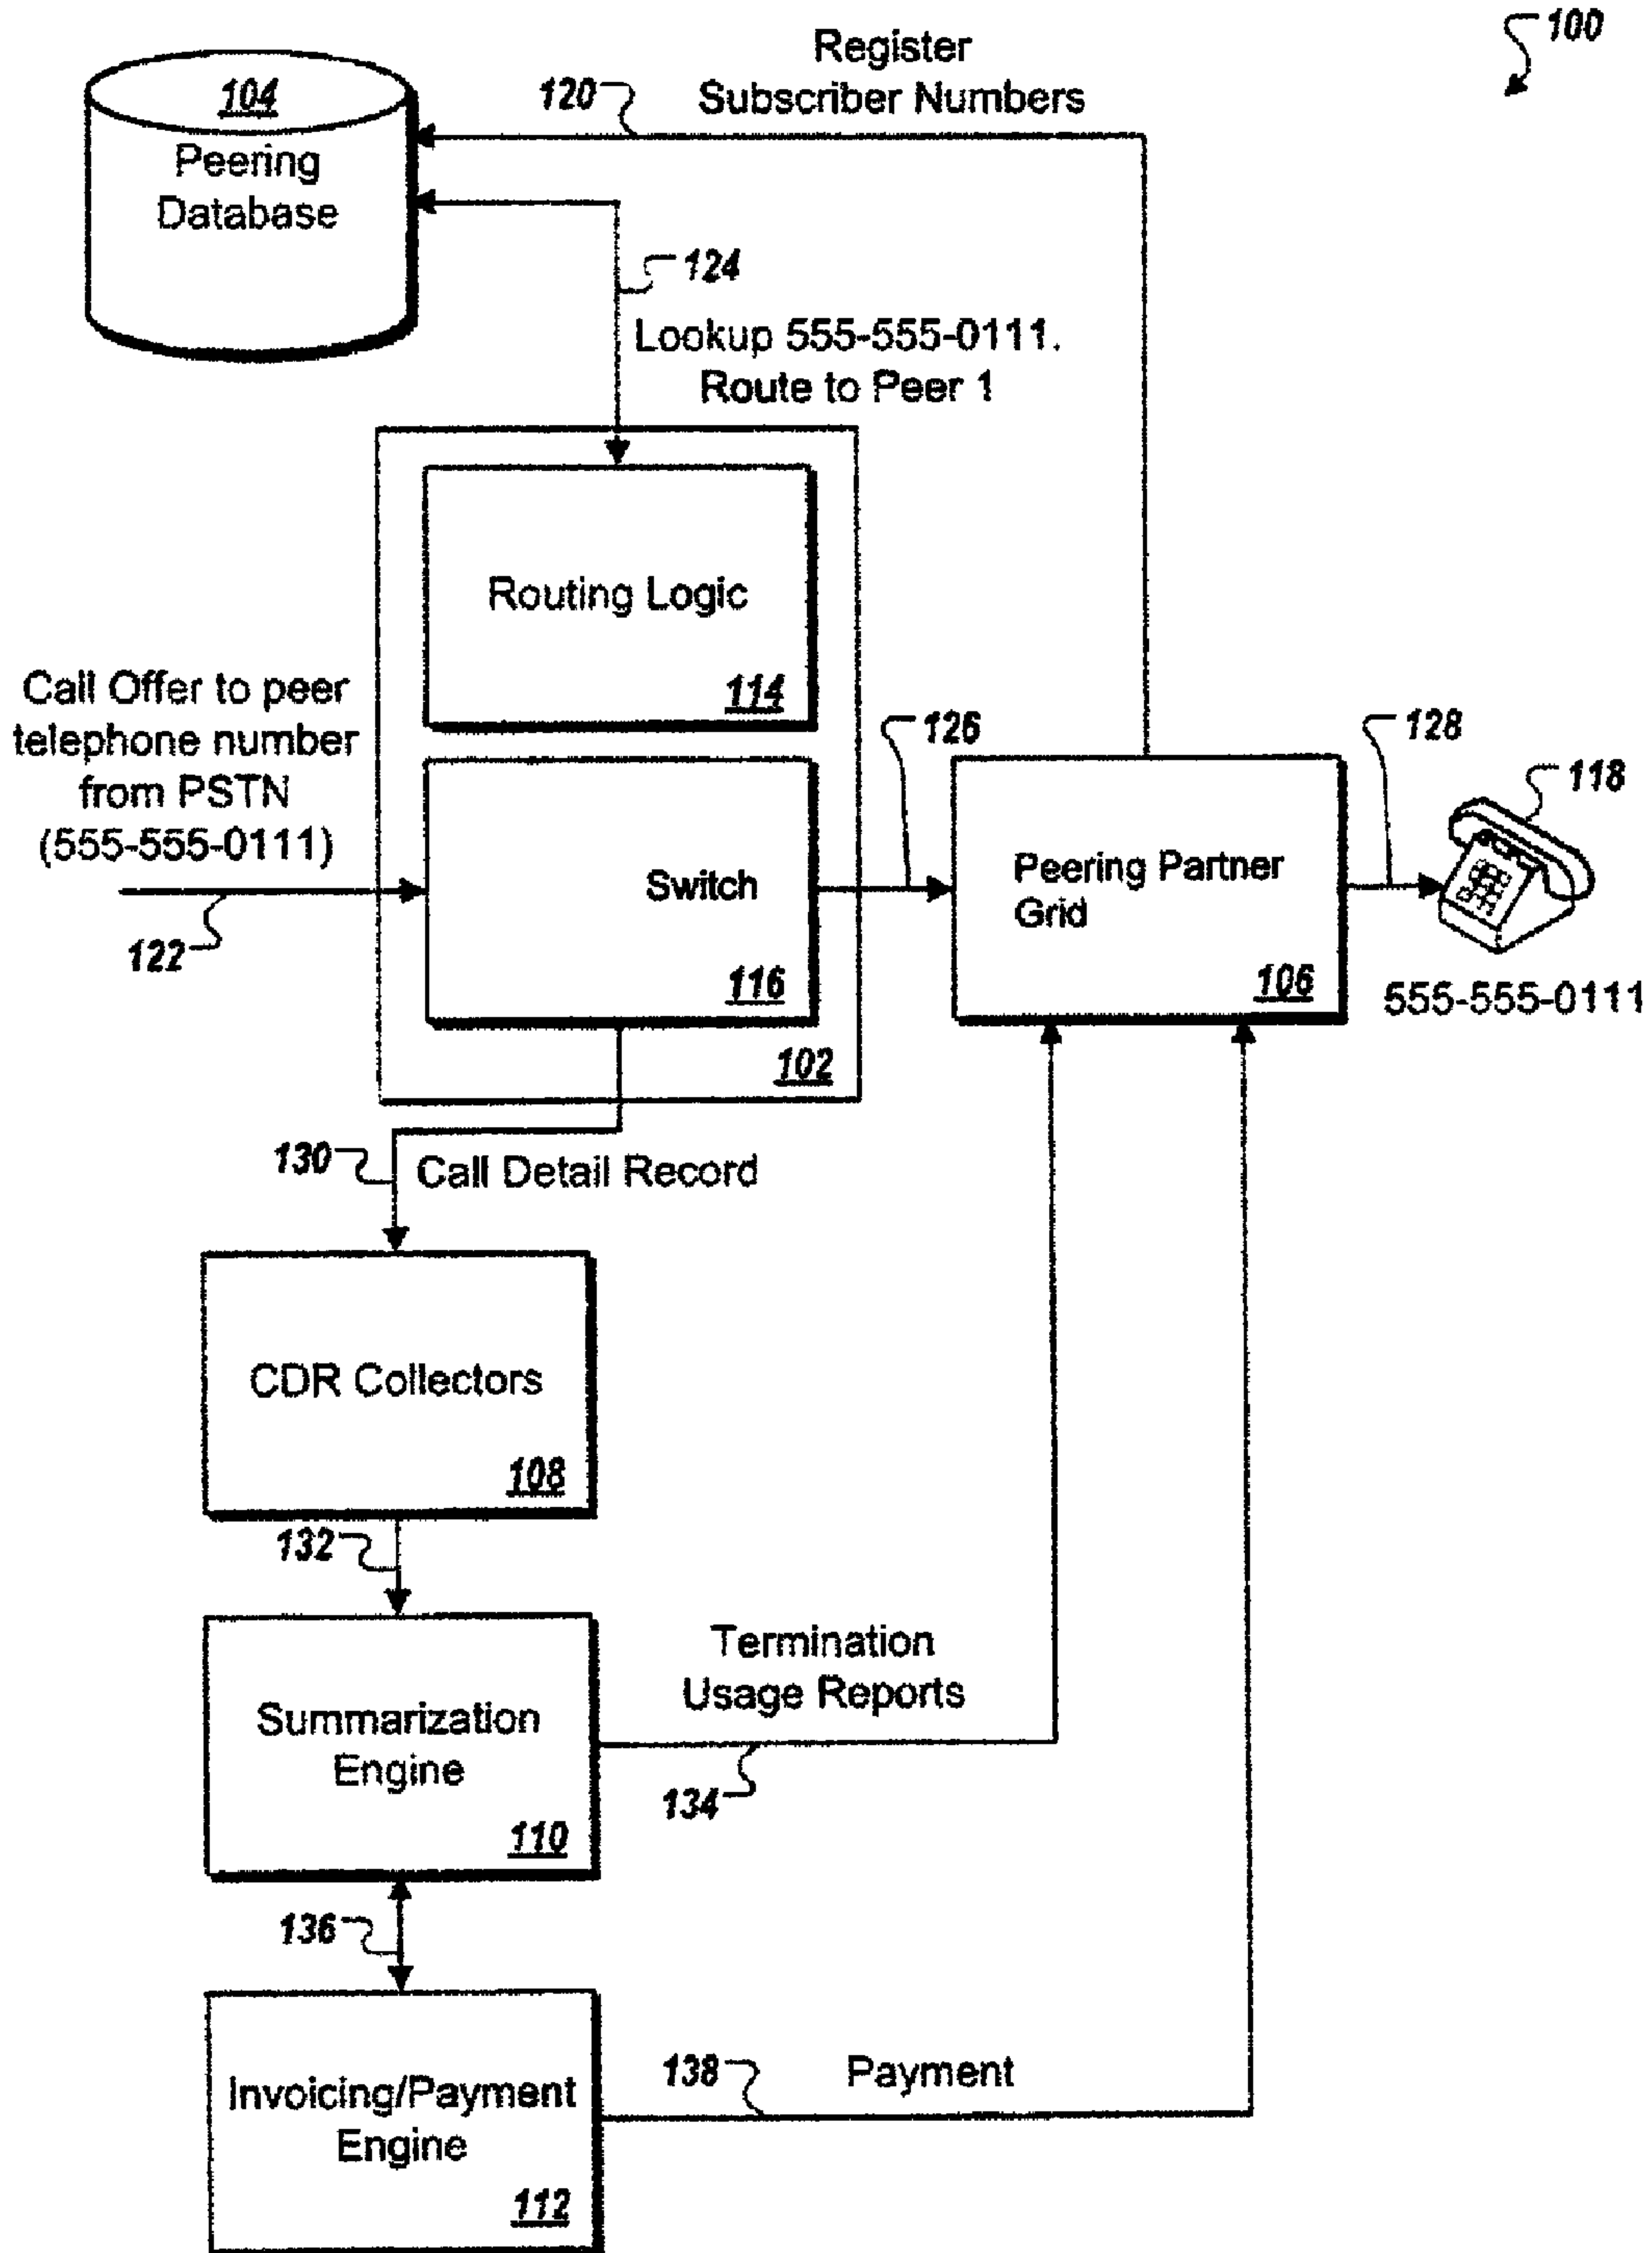 100
Register
Subscriber Numbers
120
104
Peering
Database
124
Lookup 555-555-0111.
Route to Peer 1
Routing Logic
114
Call Offer to peer
telephone number
from PSTN
(555-555-0111)
122
Switch
116
102
126
Peering Partner
Grid
106
128
118
555-555-0111
130
Call Detail Record
CDR Collectors
108
132
Summarization
Engine
110
Termination
Usage Reports
134
136
Invoicing/Payment
Engine
112
138
Payment